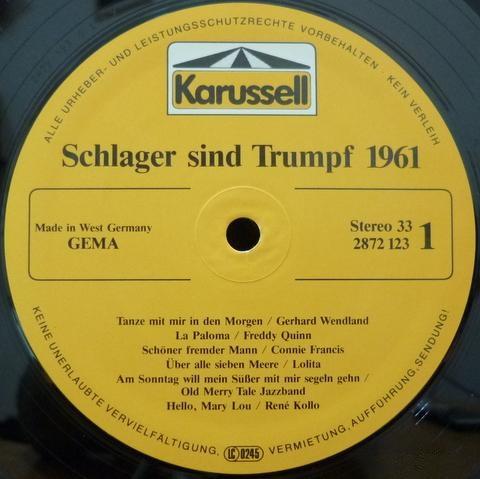 ALLE URHEBER- UND LEISTUNGSSCHUTZRECHTE VORBEHALTEN · KEIN VERLEIH
Karussell
Schlager sind Trumpf 1961
Made in West Germany
GEMA
Stereo 33
2872 123
1
Tanze mit mir in den Morgen / Gerhard Wendland
La Paloma / Freddy Quinn
Schöner fremder Mann / Connie Francis
Über alle sieben Meere / Lolita
Am Sonntag will mein Süßer mit mir segeln gehn /
Old Merry Tale Jazzband
Hello, Mary Lou / René Kollo
KEINE UNERLAUBTE VERVIELFÄLTIGUNG, VERMIETUNG, AUFFÜHRUNG, SENDUNG!
LC 0245